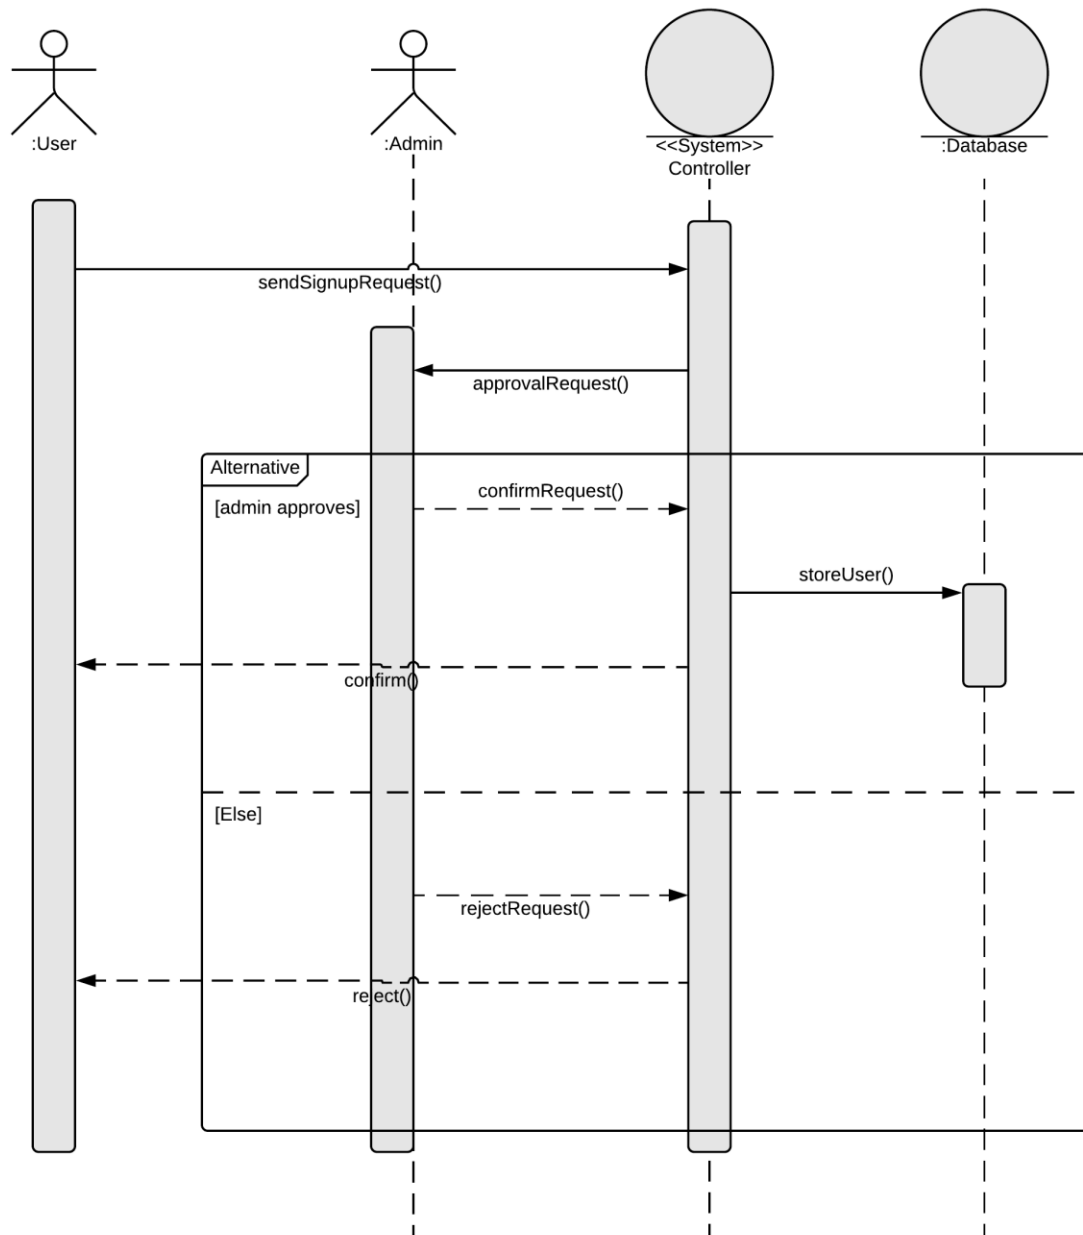 :User
:Admin
<<System>>
Controller
:Database
sendSignupRequest()
approvalRequest()
Alternative
[admin approves]
confirmRequest()
storeUser()
confirm()
[Else]
rejectRequest()
reject()